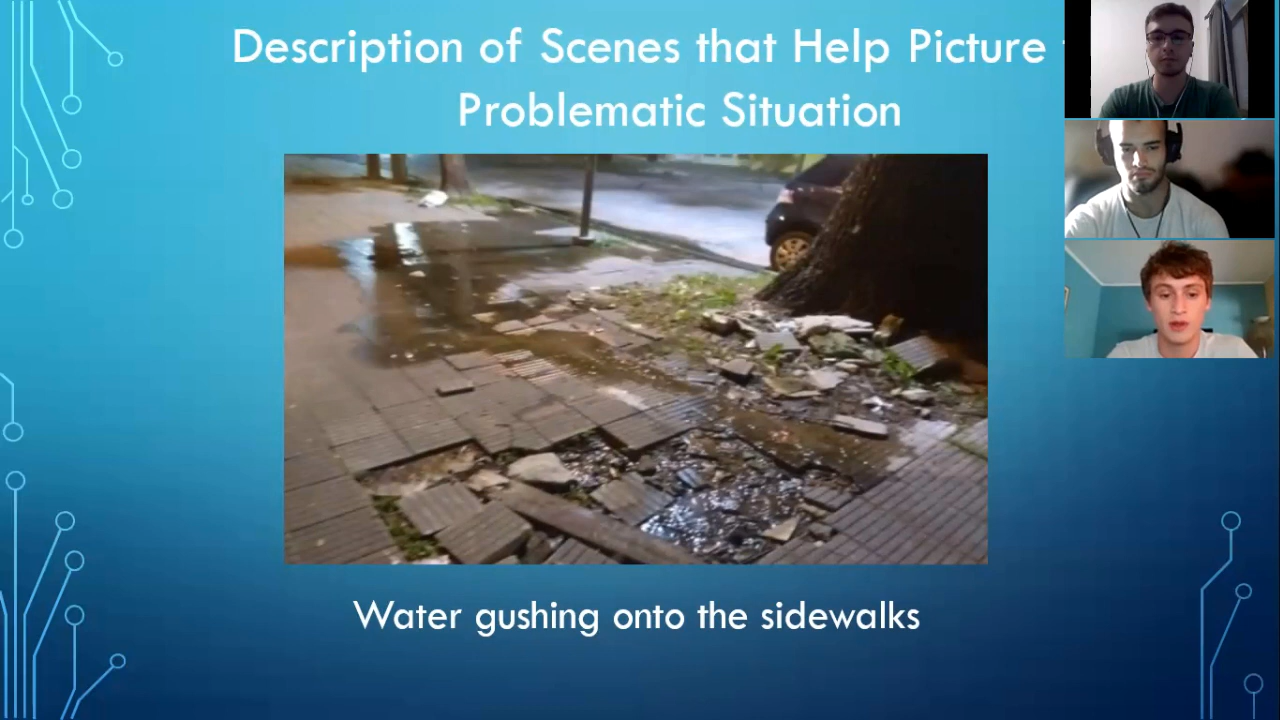 Description of Scenes that Help Picture
Problematic Situation
Water gushing onto the sidewalks